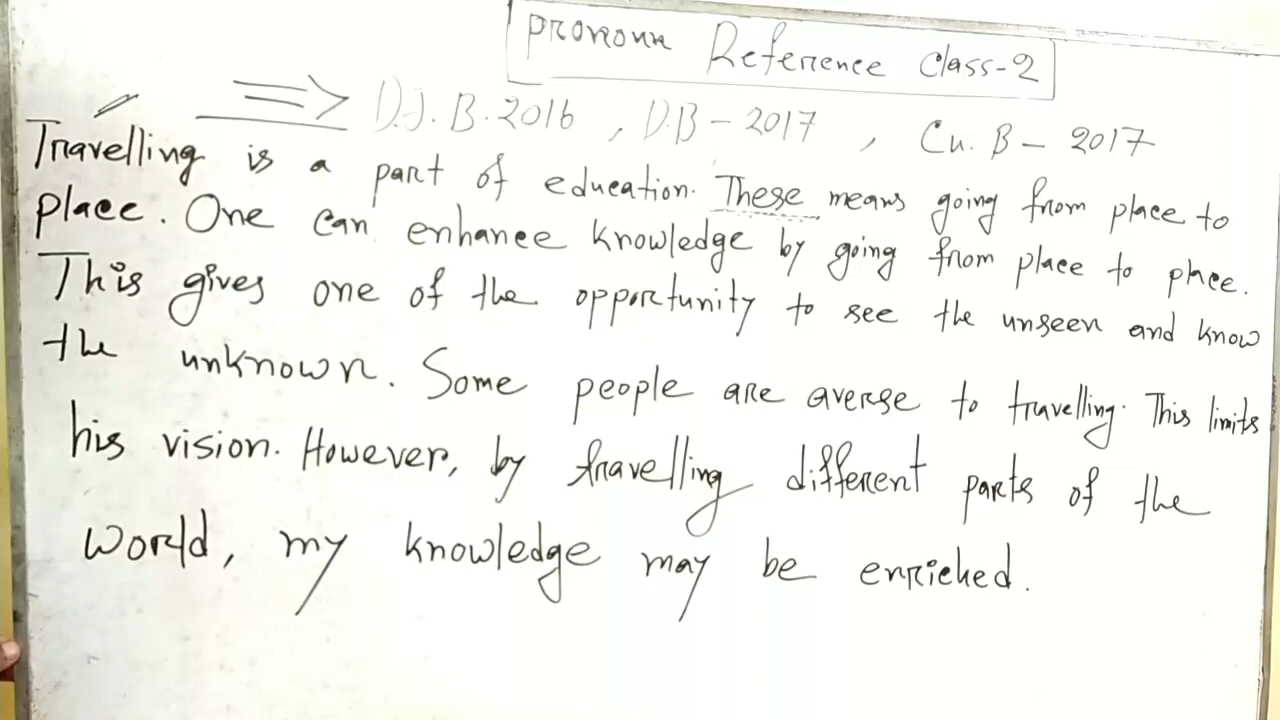 Pronoun Reference Class-2
⇒ D.J.B. 2016, D.B - 2017, Cu. B - 2017
Travelling is a part of education. These means going from place to
place. One can enhance knowledge by going from place to place.
This gives one of the opportunity to see the unseen and know
the unknown. Some people are averse to travelling. This limits
his vision. However, by travelling different parts of the
world, my knowledge may be enriched.